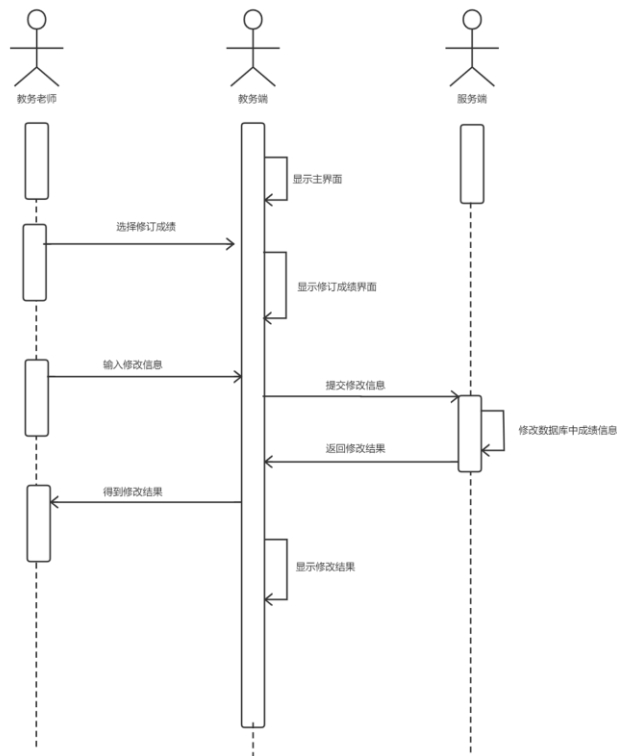 教务老师
教务端
服务端
显示主界面
选择修订成绩
显示修订成绩界面
输入修改信息
提交修改信息
修改数据库中成绩信息
返回修改结果
得到修改结果
显示修改结果